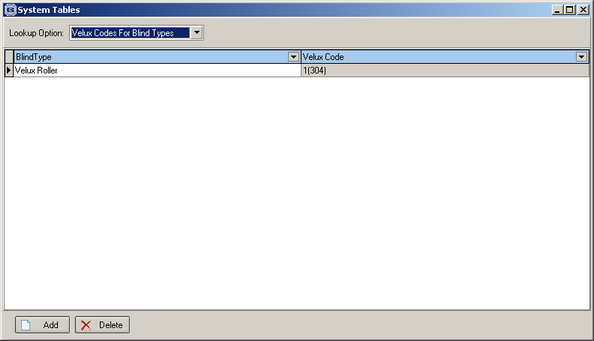 System Tables
Lookup Option: Velux Codes For Blind Types
BlindType Velux Code
Velux Roller 1(304)
Add Delete